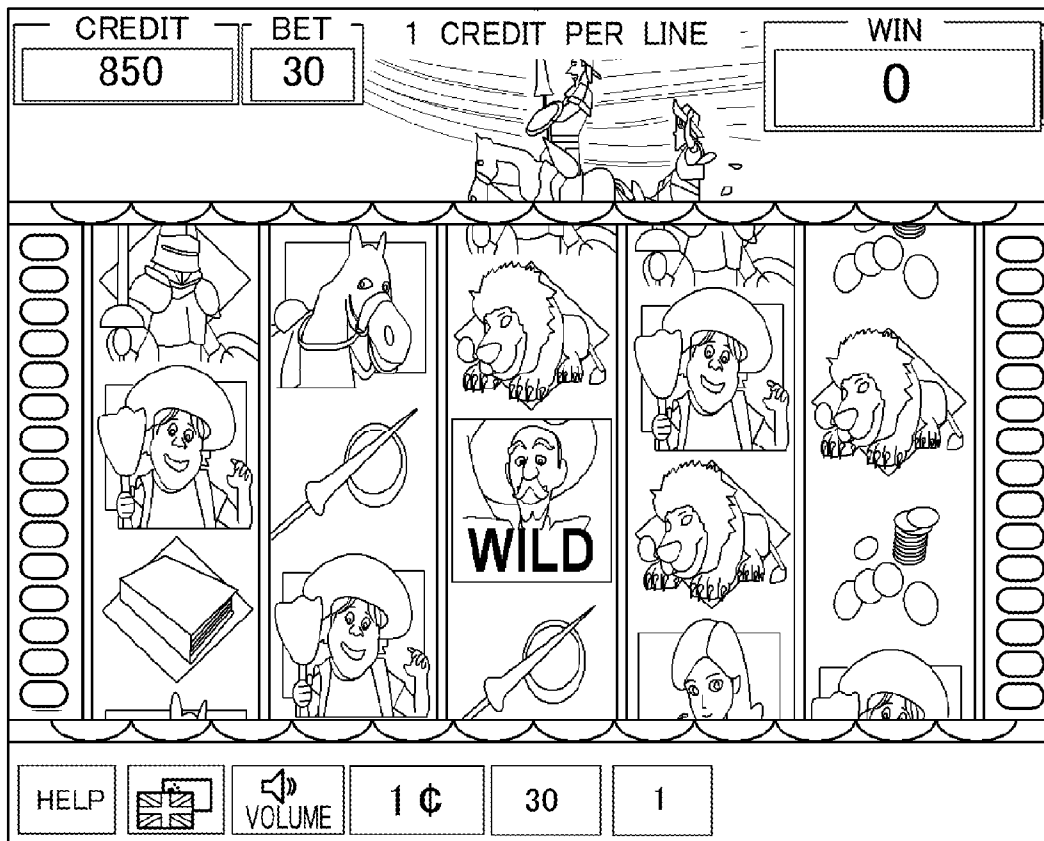 CREDIT
850
BET
30
1 CREDIT PER LINE
WIN
0
WILD
HELP
VOLUME
1 ¢
30
1